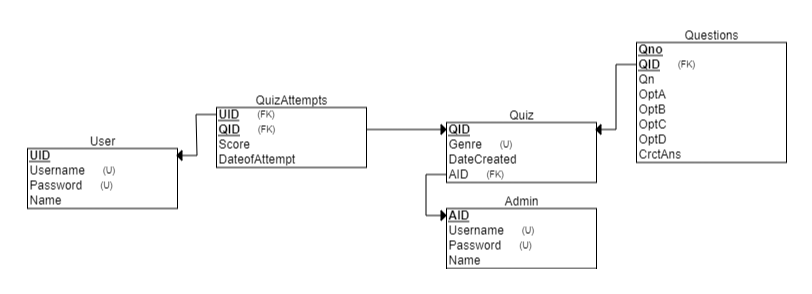 User
UID
Username (U)
Password (U)
Name
QuizAttempts
UID (FK)
QID (FK)
Score
DateofAttempt
Quiz
QID
Genre (U)
DateCreated
AID (FK)
Admin
AID
Username (U)
Password (U)
Name
Questions
Qno
QID (FK)
Qn
OptA
OptB
OptC
OptD
CrctAns